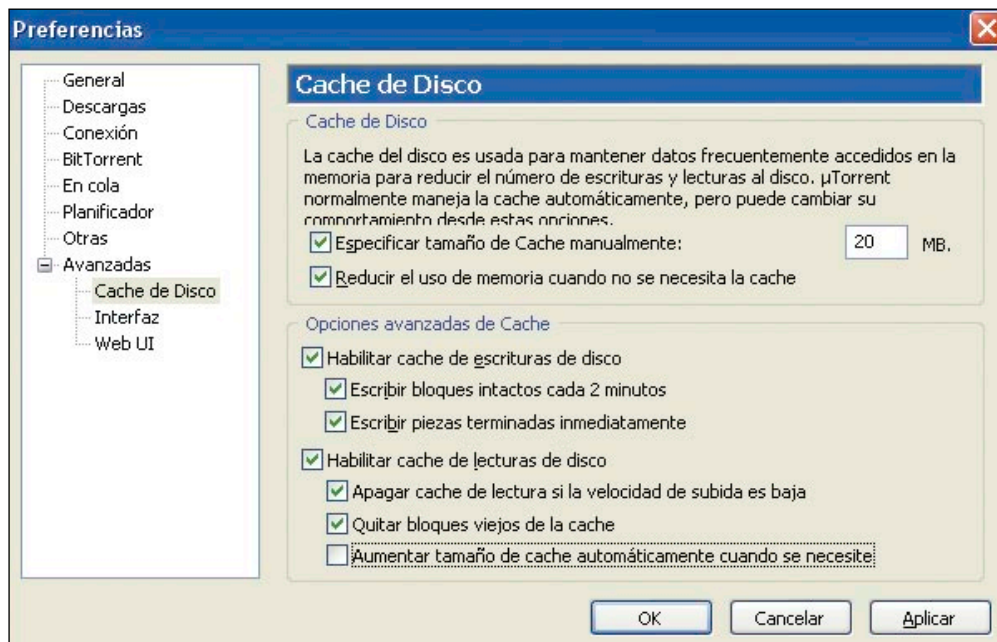 Preferencias
General
Descargas
Conexión
BitTorrent
En cola
Planificador
Otras
Avanzadas
Cache de Disco
Interfaz
Web UI
Cache de Disco
Cache de Disco
La cache del disco es usada para mantener datos frecuentemente accedidos en la
memoria para reducir el número de escrituras y lecturas al disco. µTorrent
normalmente maneja la cache automáticamente, pero puede cambiar su
comportamiento desde estas opciones.
Especificar tamaño de Cache manualmente: 20 MB.
Reducir el uso de memoria cuando no se necesita la cache
Opciones avanzadas de Cache
Habilitar cache de escrituras de disco
Escribir bloques intactos cada 2 minutos
Escribir piezas terminadas inmediatamente
Habilitar cache de lecturas de disco
Apagar cache de lectura si la velocidad de subida es baja
Quitar bloques viejos de la cache
Aumentar tamaño de cache automáticamente cuando se necesite
OK Cancelar Aplicar